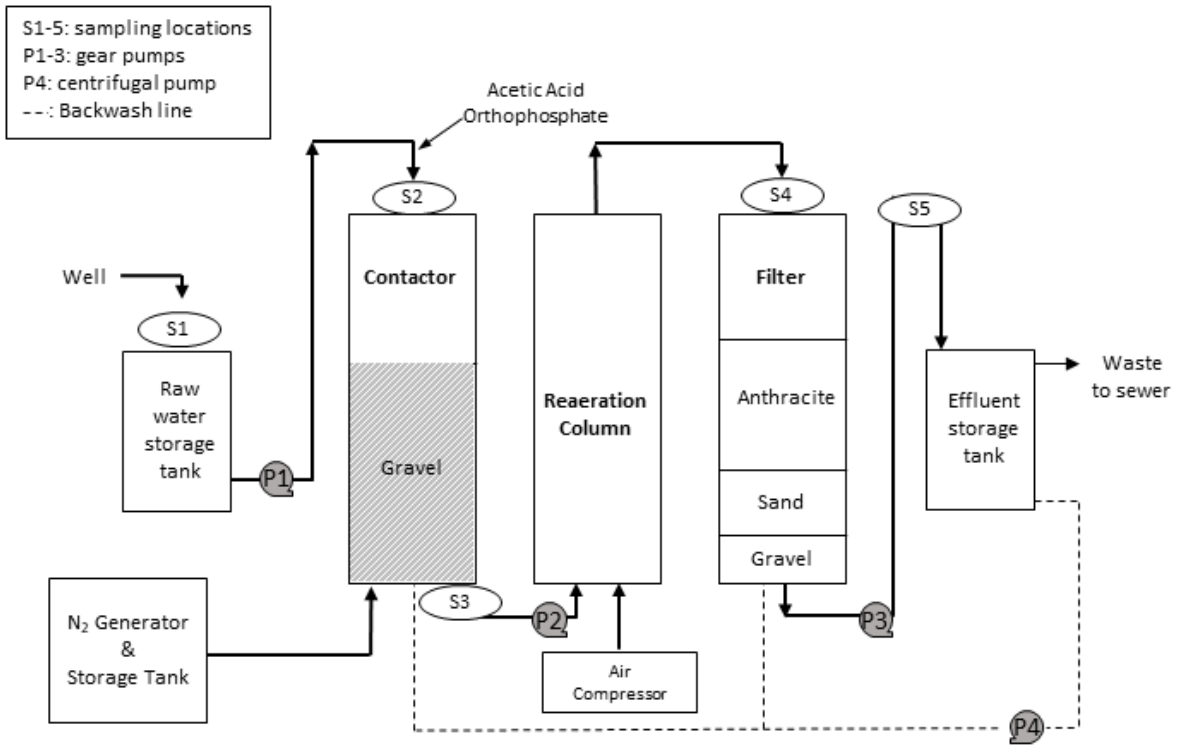 S1-5: sampling locations
P1-3: gear pumps
P4: centrifugal pump
---: Backwash line
Acetic Acid
Orthophosphate
S2
S4
S5
Well
S1
Contactor
Filter
Raw
water
storage
tank
P1
Gravel
Reaeration
Column
Anthracite
Sand
Gravel
Effluent
storage
tank
Waste
to sewer
S3
P2
P3
N₂ Generator
&
Storage Tank
Air
Compressor
P4